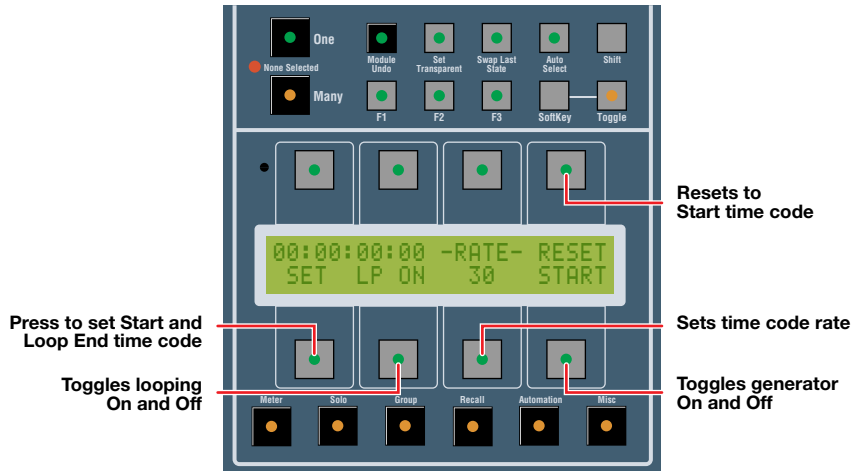 One
None Selected
Many
Module Undo
Set Transparent
Swap Last State
Auto Select
Shift
F1
F2
F3
SoftKey
Toggle
Resets to
Start time code
00:00:00:00 -RATE- RESET
SET LP ON 30 START
Press to set Start and
Loop End time code
Sets time code rate
Toggles looping
On and Off
Toggles generator
On and Off
Meter
Solo
Group
Recall
Automation
Misc